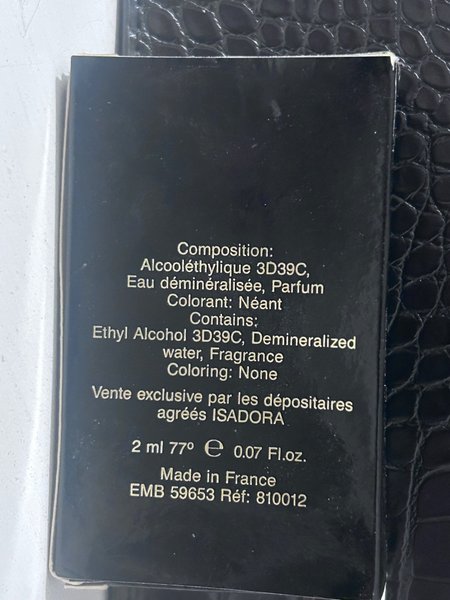 Composition:
Alcooléthylique 3D39C,
Eau déminéralisée, Parfum
Colorant: Néant
Contains:
Ethyl Alcohol 3D39C, Demineralized
water, Fragrance
Coloring: None
Vente exclusive par les dépositaires
agréés ISADORA
2 ml 77º ℮ 0.07 Fl.oz.
Made in France
EMB 59653 Réf: 810012